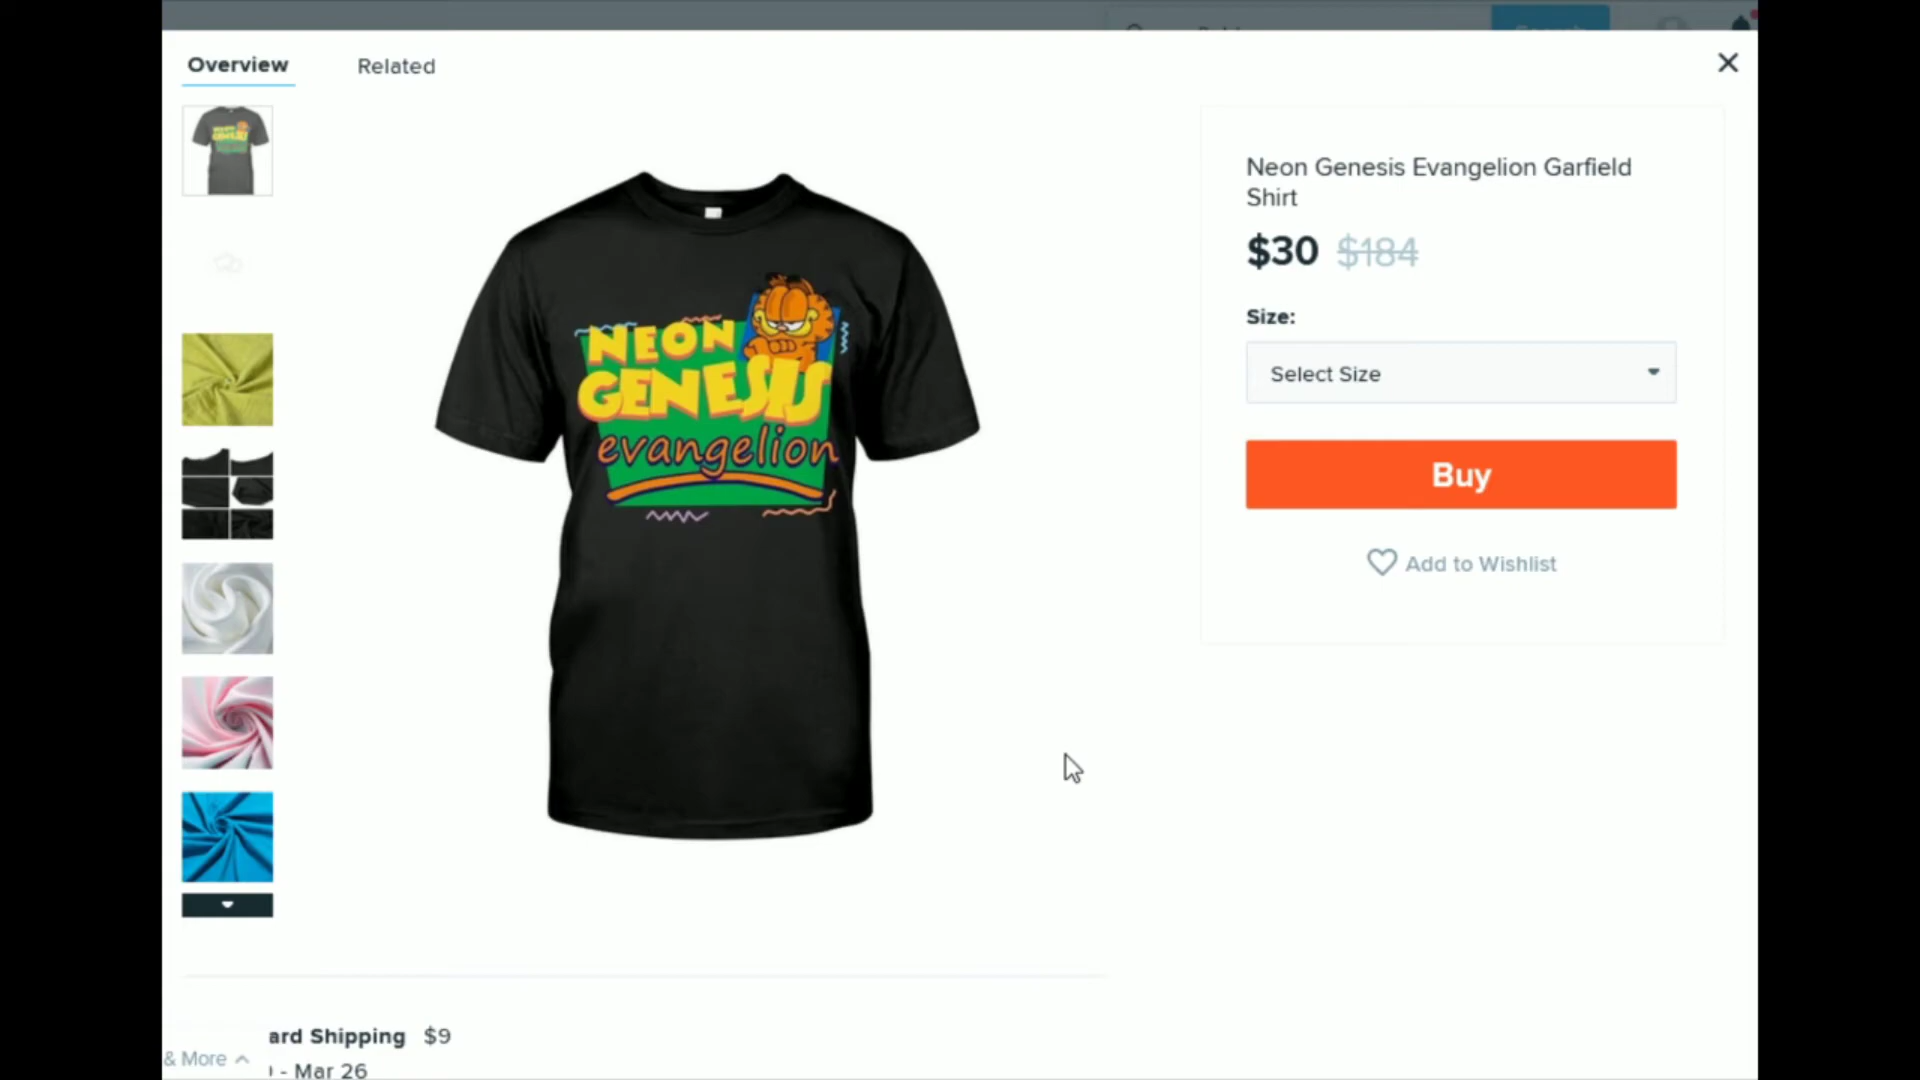 Overview
Related
NEON
GENESIS
evangelion
Neon Genesis Evangelion Garfield
Shirt
$30 $184
Size:
Select Size
Buy
Add to Wishlist
ard Shipping $9
& More
- Mar 26